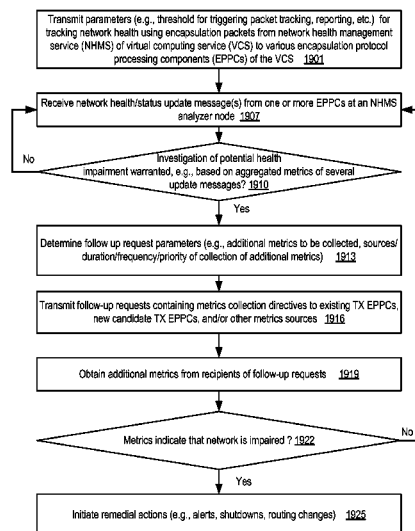 Transmit parameters (e.g., threshold for triggering packet tracking, reporting, etc.) for
tracking network health using encapsulation packets from network health management
service (NHMS) of virtual computing service (VCS) to various encapsulation protocol
processing components (EPPCs) of the VCS 1901
Receive network health/status update message(s) from one or more EPPCs at an NHMS
analyzer node 1907
No
Investigation of potential health
impairment warranted, e.g., based on aggregated metrics of several
update messages? 1910
Yes
Determine follow up request parameters (e.g., additional metrics to be collected, sources/
duration/frequency/priority of collection of additional metrics) 1913
Transmit follow-up requests containing metrics collection directives to existing TX EPPCs,
new candidate TX EPPCs, and/or other metrics sources 1916
Obtain additional metrics from recipients of follow-up requests 1919
No
Metrics indicate that network is impaired ? 1922
Yes
Initiate remedial actions (e.g., alerts, shutdowns, routing changes) 1925